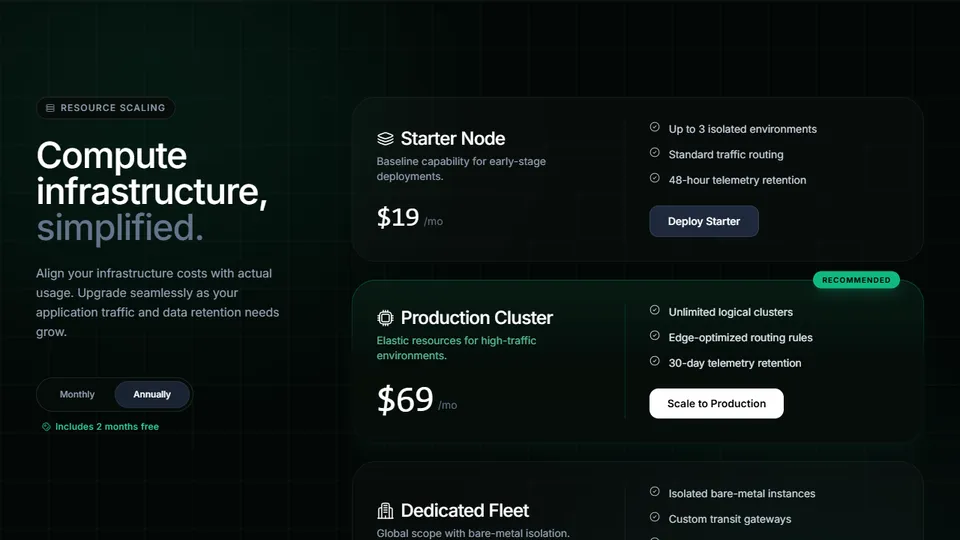 RESOURCE SCALING
Compute
infrastructure,
simplified.
Align your infrastructure costs with actual
usage. Upgrade seamlessly as your
application traffic and data retention needs
grow.
Monthly
Annually
Includes 2 months free
Starter Node
Baseline capability for early-stage
deployments.
$19 /mo
Up to 3 isolated environments
Standard traffic routing
48-hour telemetry retention
Deploy Starter
RECOMMENDED
Production Cluster
Elastic resources for high-traffic
environments.
$69 /mo
Unlimited logical clusters
Edge-optimized routing rules
30-day telemetry retention
Scale to Production
Dedicated Fleet
Global scope with bare-metal isolation.
Isolated bare-metal instances
Custom transit gateways